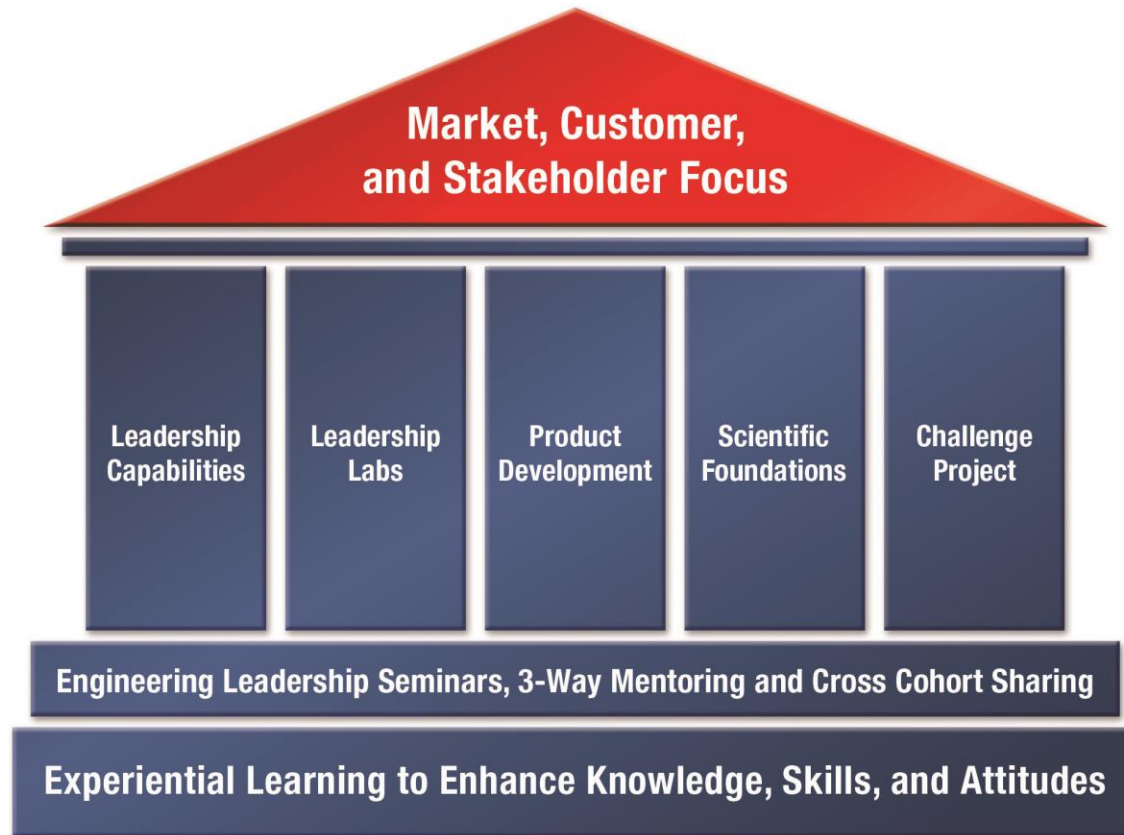 Market, Customer,
and Stakeholder Focus
Leadership
Capabilities
Leadership
Labs
Product
Development
Scientific
Foundations
Challenge
Project
Engineering Leadership Seminars, 3-Way Mentoring and Cross Cohort Sharing
Experiential Learning to Enhance Knowledge, Skills, and Attitudes